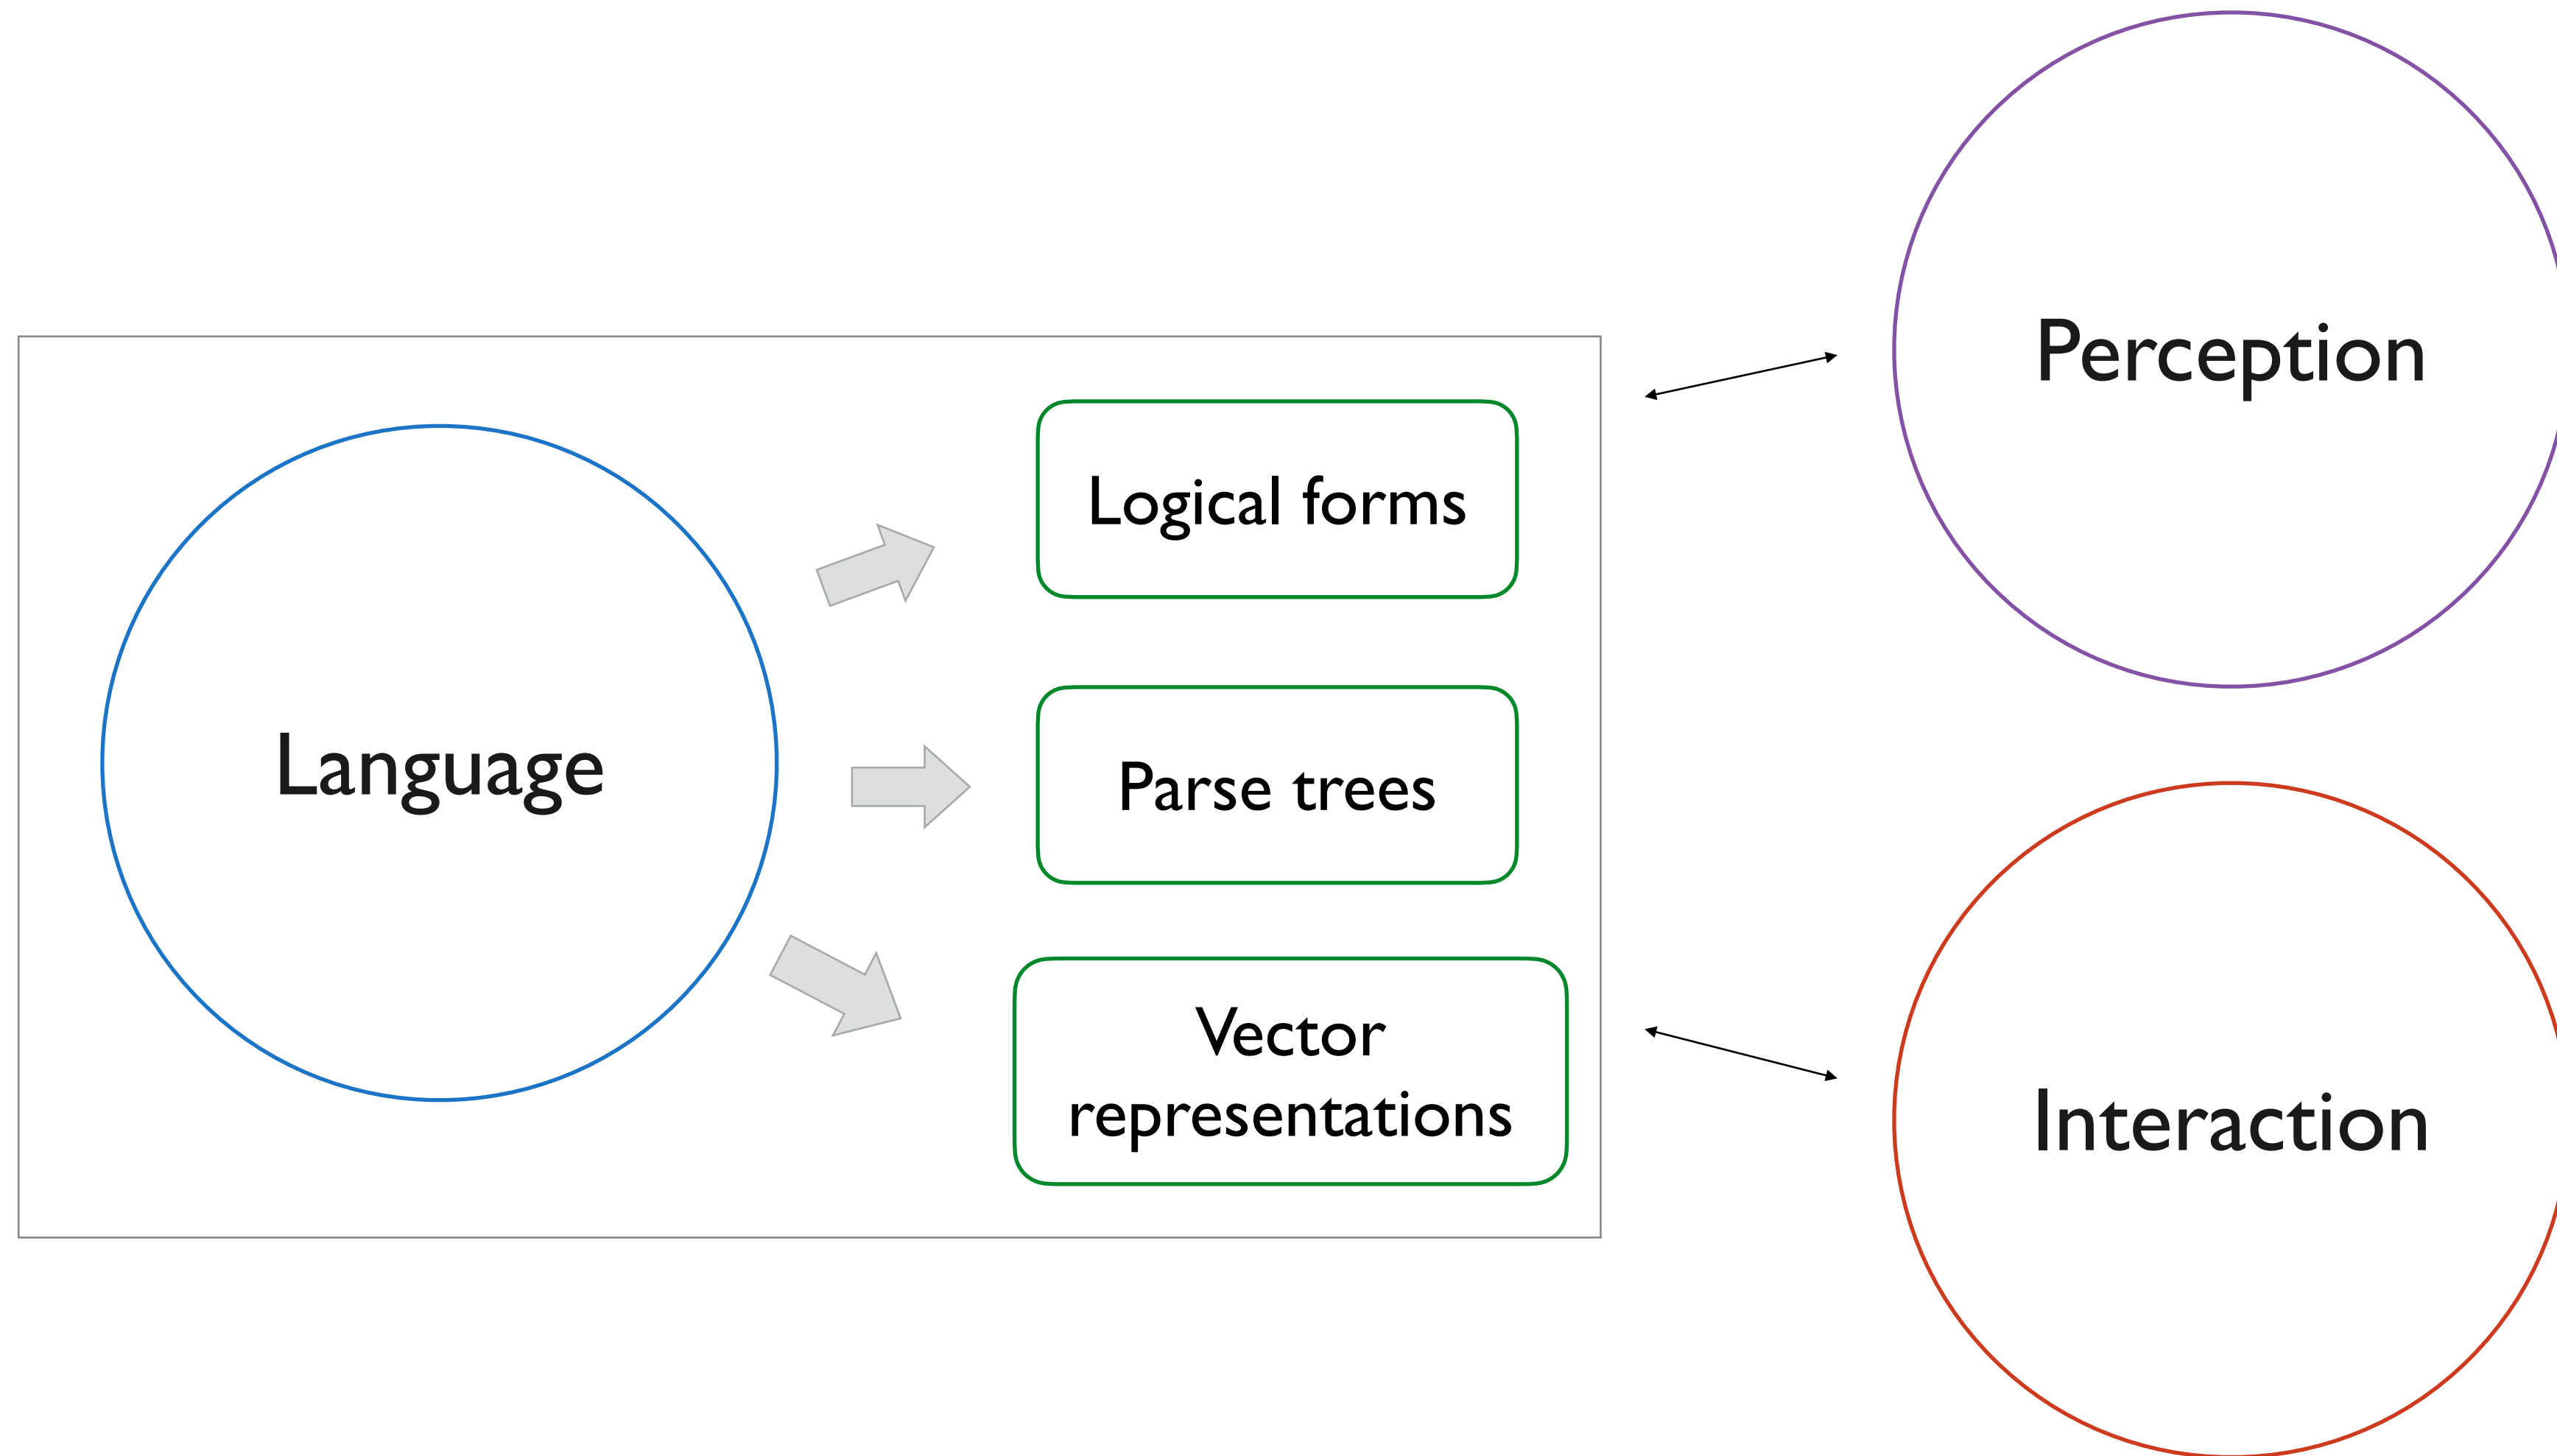 Perception
Logical forms
Language
Parse trees
Vector
representations
Interaction